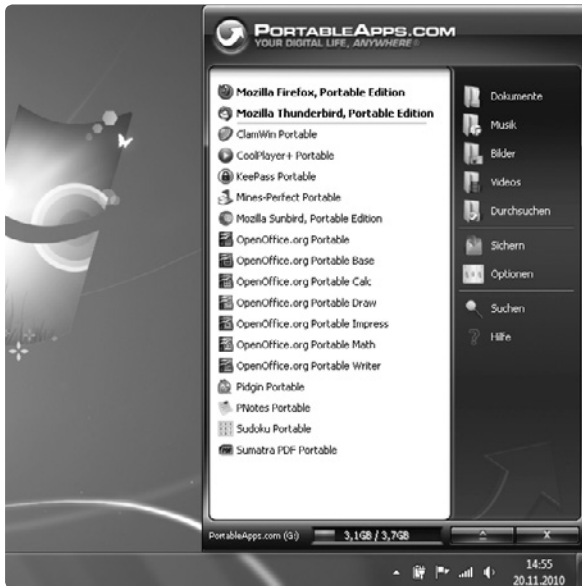 PORTABLEAPPS.COM
YOUR DIGITAL LIFE, ANYWHERE®
Mozilla Firefox, Portable Edition
Mozilla Thunderbird, Portable Edition
ClamWin Portable
CoolPlayer+ Portable
KeePass Portable
Mines-Perfect Portable
Mozilla Sunbird, Portable Edition
OpenOffice.org Portable
OpenOffice.org Portable Base
OpenOffice.org Portable Calc
OpenOffice.org Portable Draw
OpenOffice.org Portable Impress
OpenOffice.org Portable Math
OpenOffice.org Portable Writer
Pidgin Portable
PNotes Portable
Sudoku Portable
Sumatra PDF Portable
Dokumente
Musik
Bilder
Videos
Durchsuchen
Sichern
Optionen
Suchen
Hilfe
PortableApps.com (G:) 3,1GB / 3,7GB X
14:55
20.11.2010